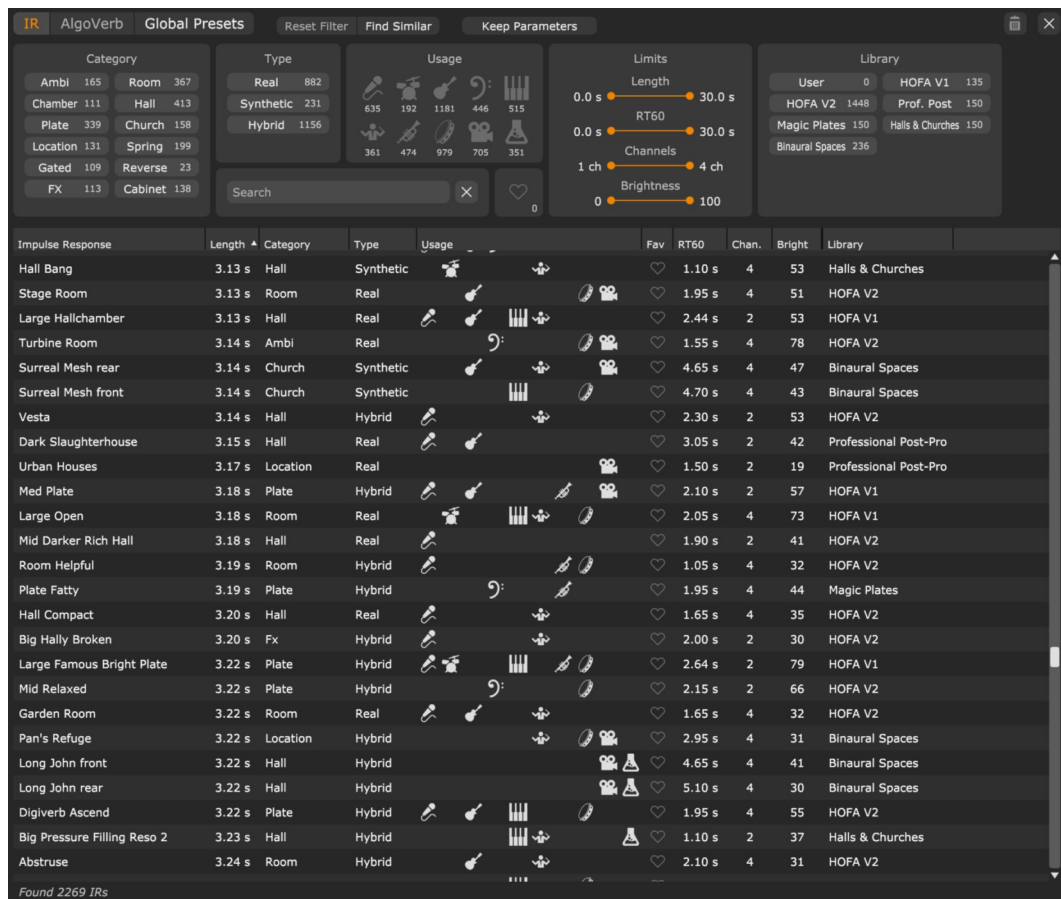 IR AlgoVerb Global Presets Reset Filter Find Similar Keep Parameters
Category Type Usage Limits Library
Ambi 165 Room 367
Chamber 111 Hall 413
Plate 339 Church 158
Location 131 Spring 199
Gated 109 Reverse 23
FX 113 Cabinet 138
Real 882
Synthetic 231
Hybrid 1156
635 192 1181 446 515
361 474 979 705 351
Search
0
Length
0.0 s 30.0 s
RT60
0.0 s 30.0 s
Channels
1 ch 4 ch
Brightness
0 100
User 0 HOFA V1 135
HOFA V2 1448 Prof. Post 150
Magic Plates 150 Halls & Churches 150
Binaural Spaces 236
Impulse Response Length Category Type Usage Fav RT60 Chan. Bright Library
Hall Bang 3.13 s Hall Synthetic 1.10 s 4 53 Halls & Churches
Stage Room 3.13 s Room Real 1.95 s 4 51 HOFA V2
Large Hallchamber 3.13 s Hall Real 2.44 s 2 53 HOFA V1
Turbine Room 3.14 s Ambi Real 1.55 s 4 78 HOFA V2
Surreal Mesh rear 3.14 s Church Synthetic 4.65 s 4 47 Binaural Spaces
Surreal Mesh front 3.14 s Church Synthetic 4.70 s 4 43 Binaural Spaces
Vesta 3.14 s Hall Hybrid 2.30 s 2 53 HOFA V2
Dark Slaughterhouse 3.15 s Hall Real 3.05 s 2 42 Professional Post-Pro
Urban Houses 3.17 s Location Real 1.50 s 2 19 Professional Post-Pro
Med Plate 3.18 s Plate Hybrid 2.10 s 2 57 HOFA V1
Large Open 3.18 s Room Real 2.05 s 4 73 HOFA V1
Mid Darker Rich Hall 3.18 s Hall Real 1.90 s 2 41 HOFA V2
Room Helpful 3.19 s Room Hybrid 1.05 s 4 32 HOFA V2
Plate Fatty 3.19 s Plate Hybrid 1.95 s 4 44 Magic Plates
Hall Compact 3.20 s Hall Real 1.65 s 4 35 HOFA V2
Big Hally Broken 3.20 s Fx Hybrid 2.00 s 2 30 HOFA V2
Large Famous Bright Plate 3.22 s Plate Hybrid 2.64 s 2 79 HOFA V1
Mid Relaxed 3.22 s Plate Hybrid 2.15 s 2 66 HOFA V2
Garden Room 3.22 s Room Real 1.65 s 4 32 HOFA V2
Pan's Refuge 3.22 s Location Hybrid 2.95 s 4 31 Binaural Spaces
Long John front 3.22 s Hall Hybrid 4.65 s 4 41 Binaural Spaces
Long John rear 3.22 s Hall Hybrid 5.10 s 4 30 Binaural Spaces
Digiverb Ascend 3.22 s Plate Hybrid 1.95 s 4 55 HOFA V2
Big Pressure Filling Reso 2 3.23 s Hall Hybrid 1.10 s 2 37 Halls & Churches
Abstruse 3.24 s Room Hybrid 2.10 s 4 31 HOFA V2
Found 2269 IRs